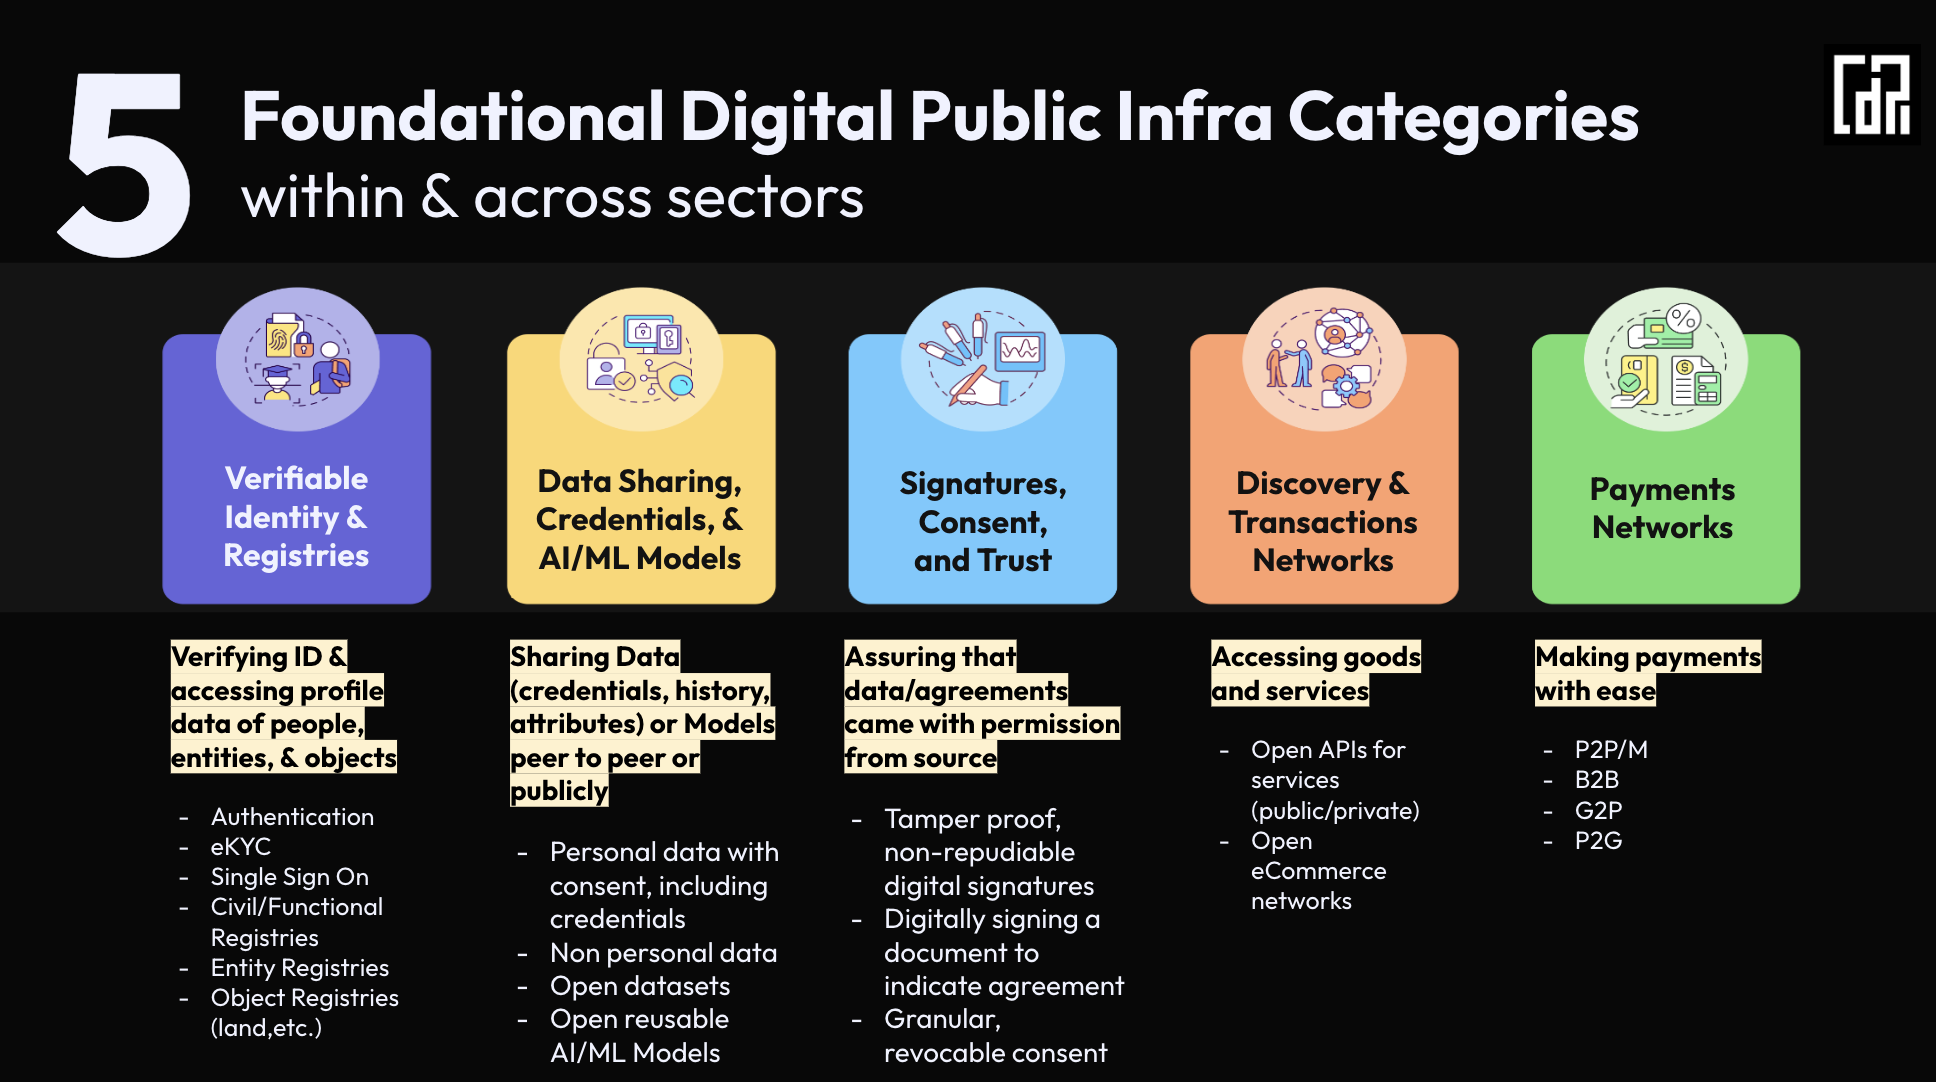 5
Foundational Digital Public Infra Categories
within & across sectors
cdpi
Verifiable
Identity &
Registries
Data Sharing,
Credentials, &
AI/ML Models
Signatures,
Consent,
and Trust
Discovery &
Transactions
Networks
Payments
Networks
Verifying ID &
accessing profile
data of people,
entities, & objects
- Authentication
- eKYC
- Single Sign On
- Civil/Functional
Registries
- Entity Registries
- Object Registries
(land,etc.)
Sharing Data
(credentials, history,
attributes) or Models
peer to peer or
publicly
- Personal data with
consent, including
credentials
- Non personal data
- Open datasets
- Open reusable
AI/ML Models
Assuring that
data/agreements
came with permission
from source
- Tamper proof,
non-repudiable
digital signatures
- Digitally signing a
document to
indicate agreement
- Granular,
revocable consent
Accessing goods
and services
- Open APIs for
services
(public/private)
- Open
eCommerce
networks
Making payments
with ease
- P2P/M
- B2B
- G2P
- P2G